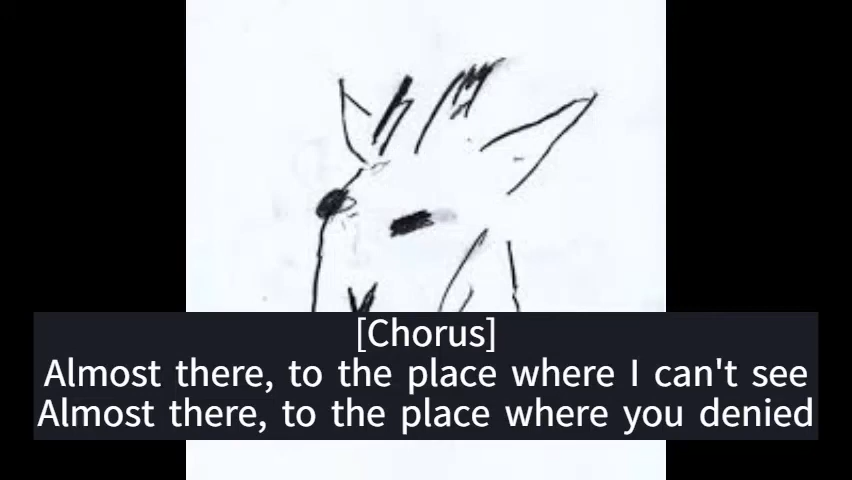 [Chorus]
Almost there, to the place where I can't see
Almost there, to the place where you denied